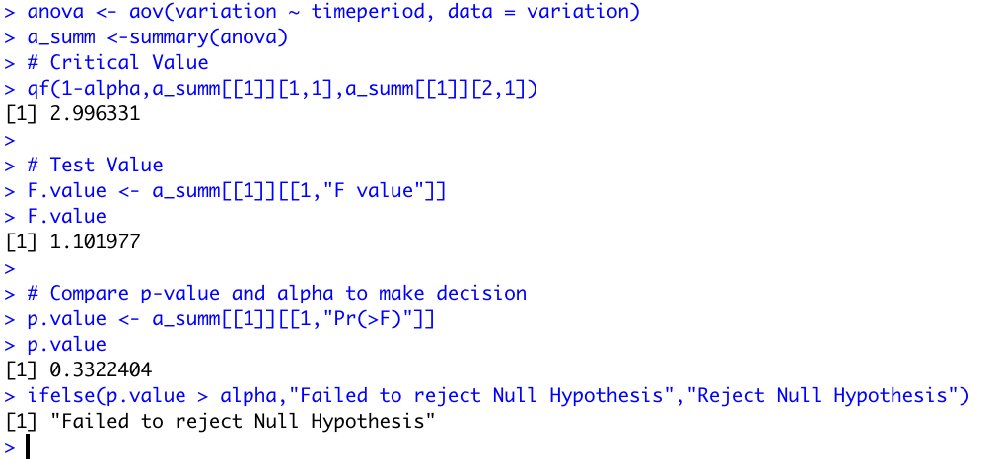 > anova <- aov(variation ~ timeperiod, data = variation)
> a_summ <-summary(anova)
> # Critical Value
> qf(1-alpha,a_summ[[1]][1,1],a_summ[[1]][2,1])
[1] 2.996331
>
> # Test Value
> F.value <- a_summ[[1]][[1,"F value"]]
> F.value
[1] 1.101977
>
> # Compare p-value and alpha to make decision
> p.value <- a_summ[[1]][[1,"Pr(>F)"]]
> p.value
[1] 0.3322404
> ifelse(p.value > alpha,"Failed to reject Null Hypothesis","Reject Null Hypothesis")
[1] "Failed to reject Null Hypothesis"
>